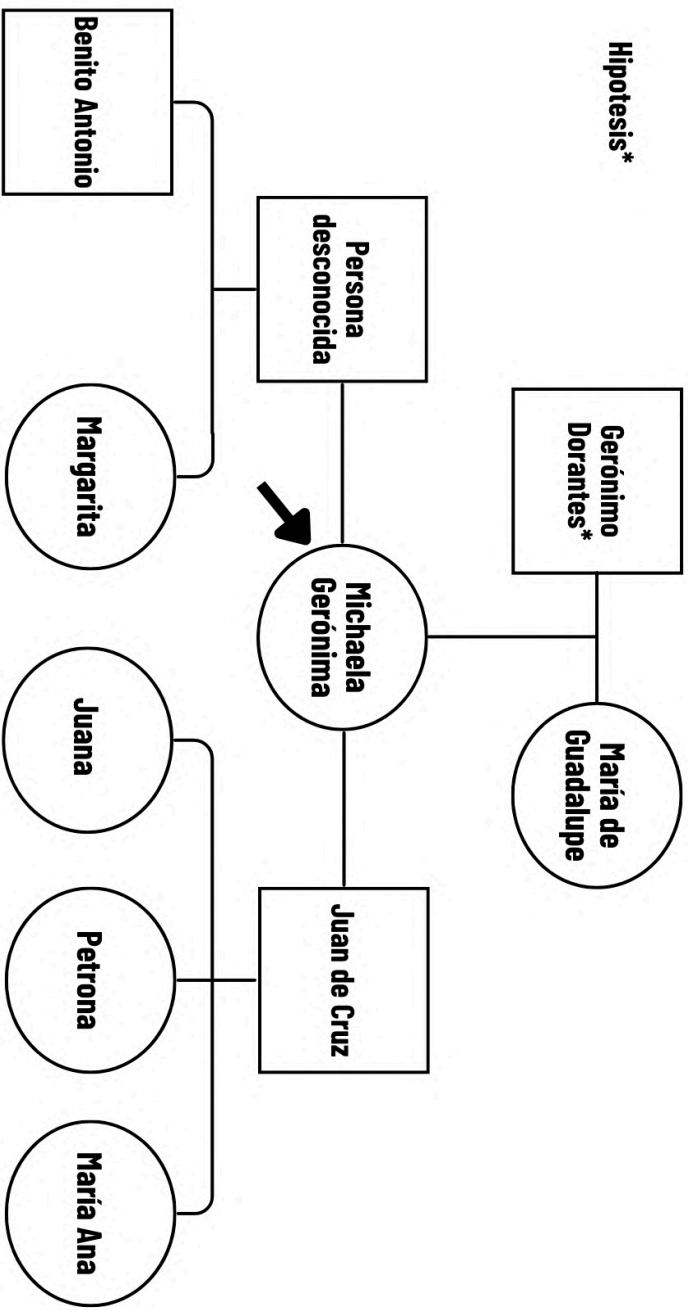 Hipotesis*
Gerónimo
Dorantes*
María de
Guadalupe
Persona
desconocida
Michaela
Gerónima
Juan de Cruz
Benito Antonio
Margarita
Juana
Petrona
María Ana